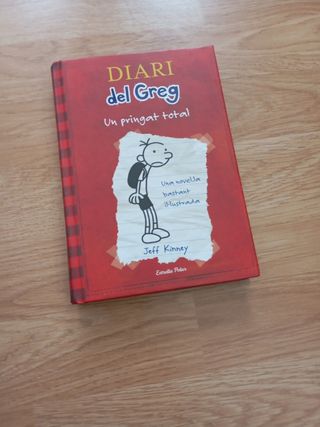 DIARI
del Greg
Un pringat total
Una novel·la
bastant
il·lustrada
Jeff Kinney
Estrella Polar